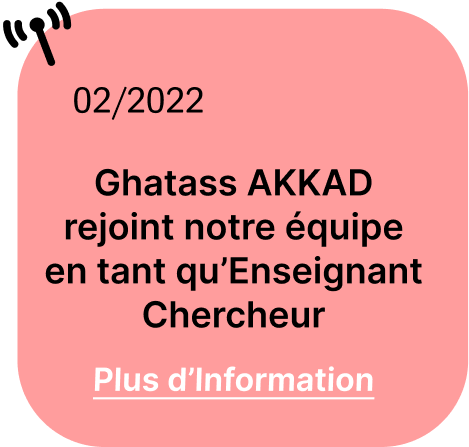 02/2022
Ghatass AKKAD
rejoint notre équipe
en tant qu’Enseignant
Chercheur
Plus d’Information